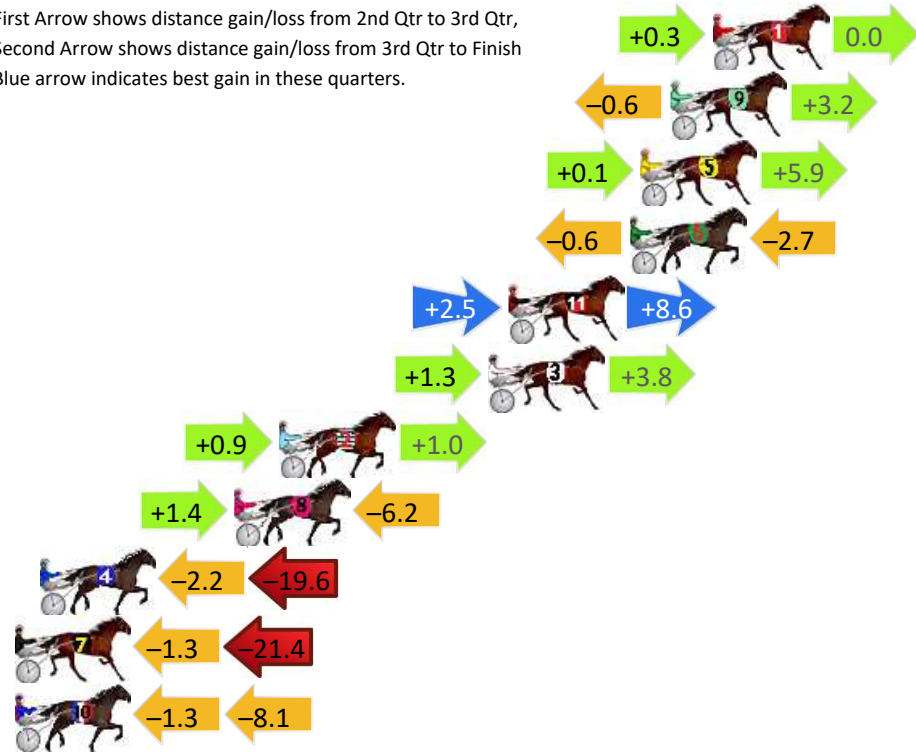 First Arrow shows distance gain/loss from 2nd Qtr to 3rd Qtr,
Second Arrow shows distance gain/loss from 3rd Qtr to Finish
Blue arrow indicates best gain in these quarters.
+0.3 1 0.0
–0.6 9 +3.2
+0.1 5 +5.9
–0.6 6 –2.7
+2.5 11 +8.6
+1.3 3 +3.8
+0.9 2 +1.0
+1.4 8 –6.2
4 –2.2 –19.6
7 –1.3 –21.4
10 –1.3 –8.1